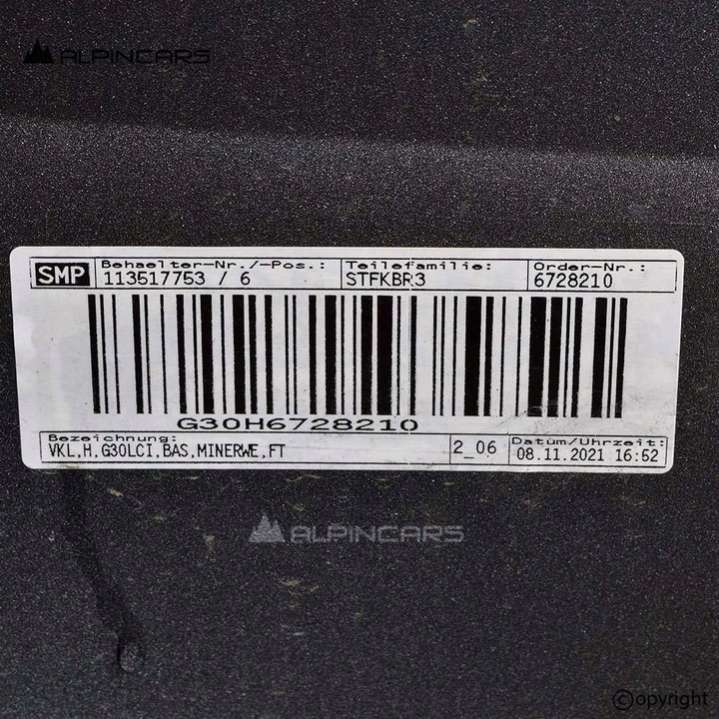 ALPINCARS
SMP
Behaelter-Nr./-Pos.: Teilefamilie: Order-Nr.:
113517753 / 6 STFKBR3 6728210
G30H6728210
Bezeichnung: 2_06 Datum/Uhrzeit:
VKL,H,G30LCI,BAS,MINERWE,FT 08.11.2021 16:52
ALPINCARS
©opyright